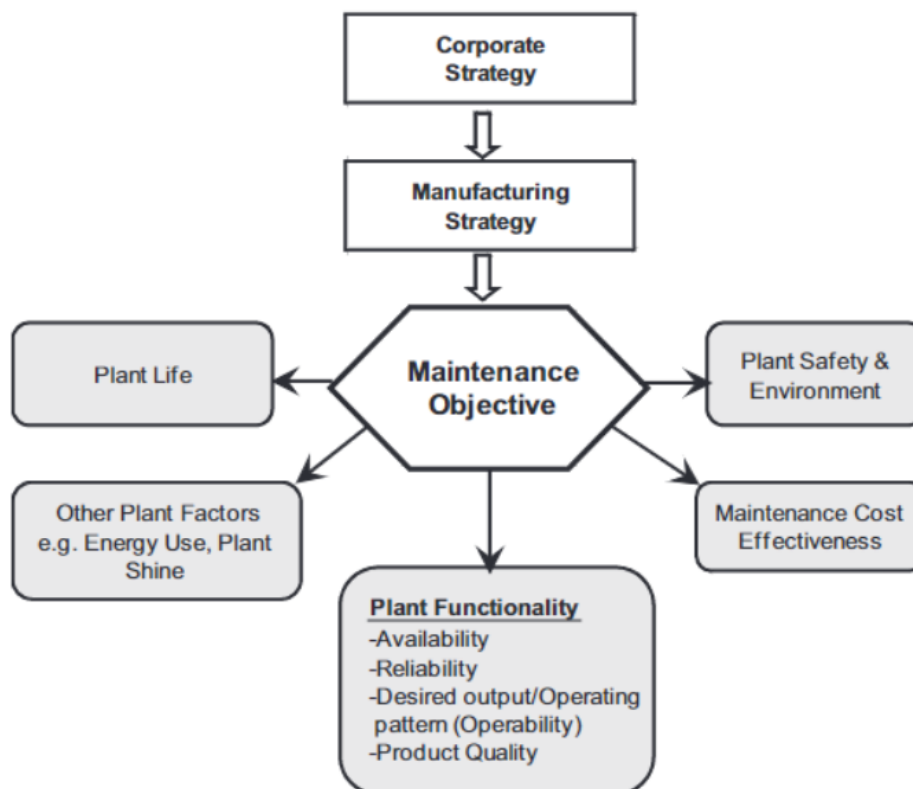 Corporate
Strategy
Manufacturing
Strategy
Maintenance
Objective
Plant Life
Plant Safety &
Environment
Other Plant Factors
e.g. Energy Use, Plant
Shine
Maintenance Cost
Effectiveness
Plant Functionality
-Availability
-Reliability
-Desired output/Operating
pattern (Operability)
-Product Quality